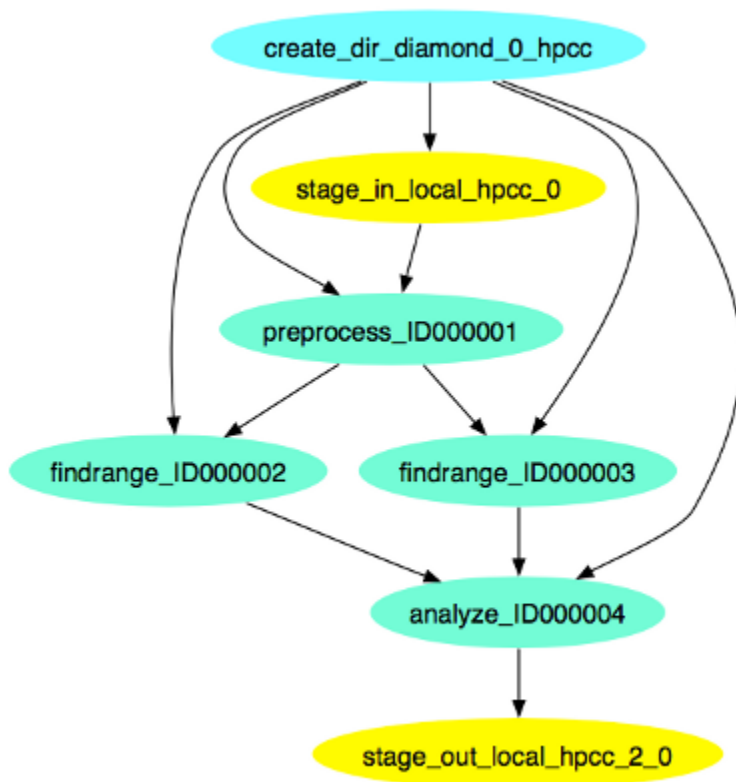 create_dir_diamond_0_hpcc
stage_in_local_hpcc_0
preprocess_ID000001
findrange_ID000002
findrange_ID000003
analyze_ID000004
stage_out_local_hpcc_2_0